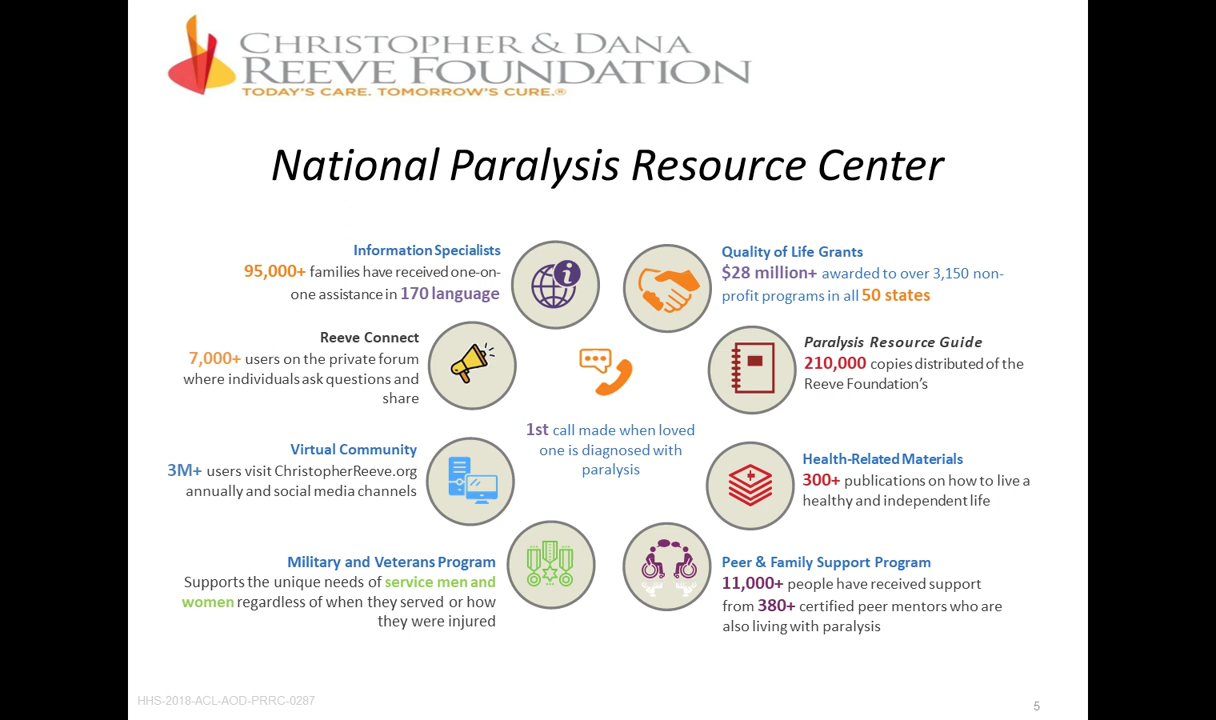 CHRISTOPHER & DANA
REEVE FOUNDATION
TODAY'S CARE. TOMORROW'S CURE.®
National Paralysis Resource Center
Information Specialists
95,000+ families have received one-on-
one assistance in 170 language
Quality of Life Grants
$28 million+ awarded to over 3,150 non-
profit programs in all 50 states
Reeve Connect
7,000+ users on the private forum
where individuals ask questions and
share
Paralysis Resource Guide
210,000 copies distributed of the
Reeve Foundation's
1st call made when loved
one is diagnosed with
paralysis
Virtual Community
3M+ users visit ChristopherReeve.org
annually and social media channels
Health-Related Materials
300+ publications on how to live a
healthy and independent life
Military and Veterans Program
Supports the unique needs of service men and
women regardless of when they served or how
they were injured
Peer & Family Support Program
11,000+ people have received support
from 380+ certified peer mentors who are
also living with paralysis
HHS-2018-ACL-AOD-PRRC-0287
5